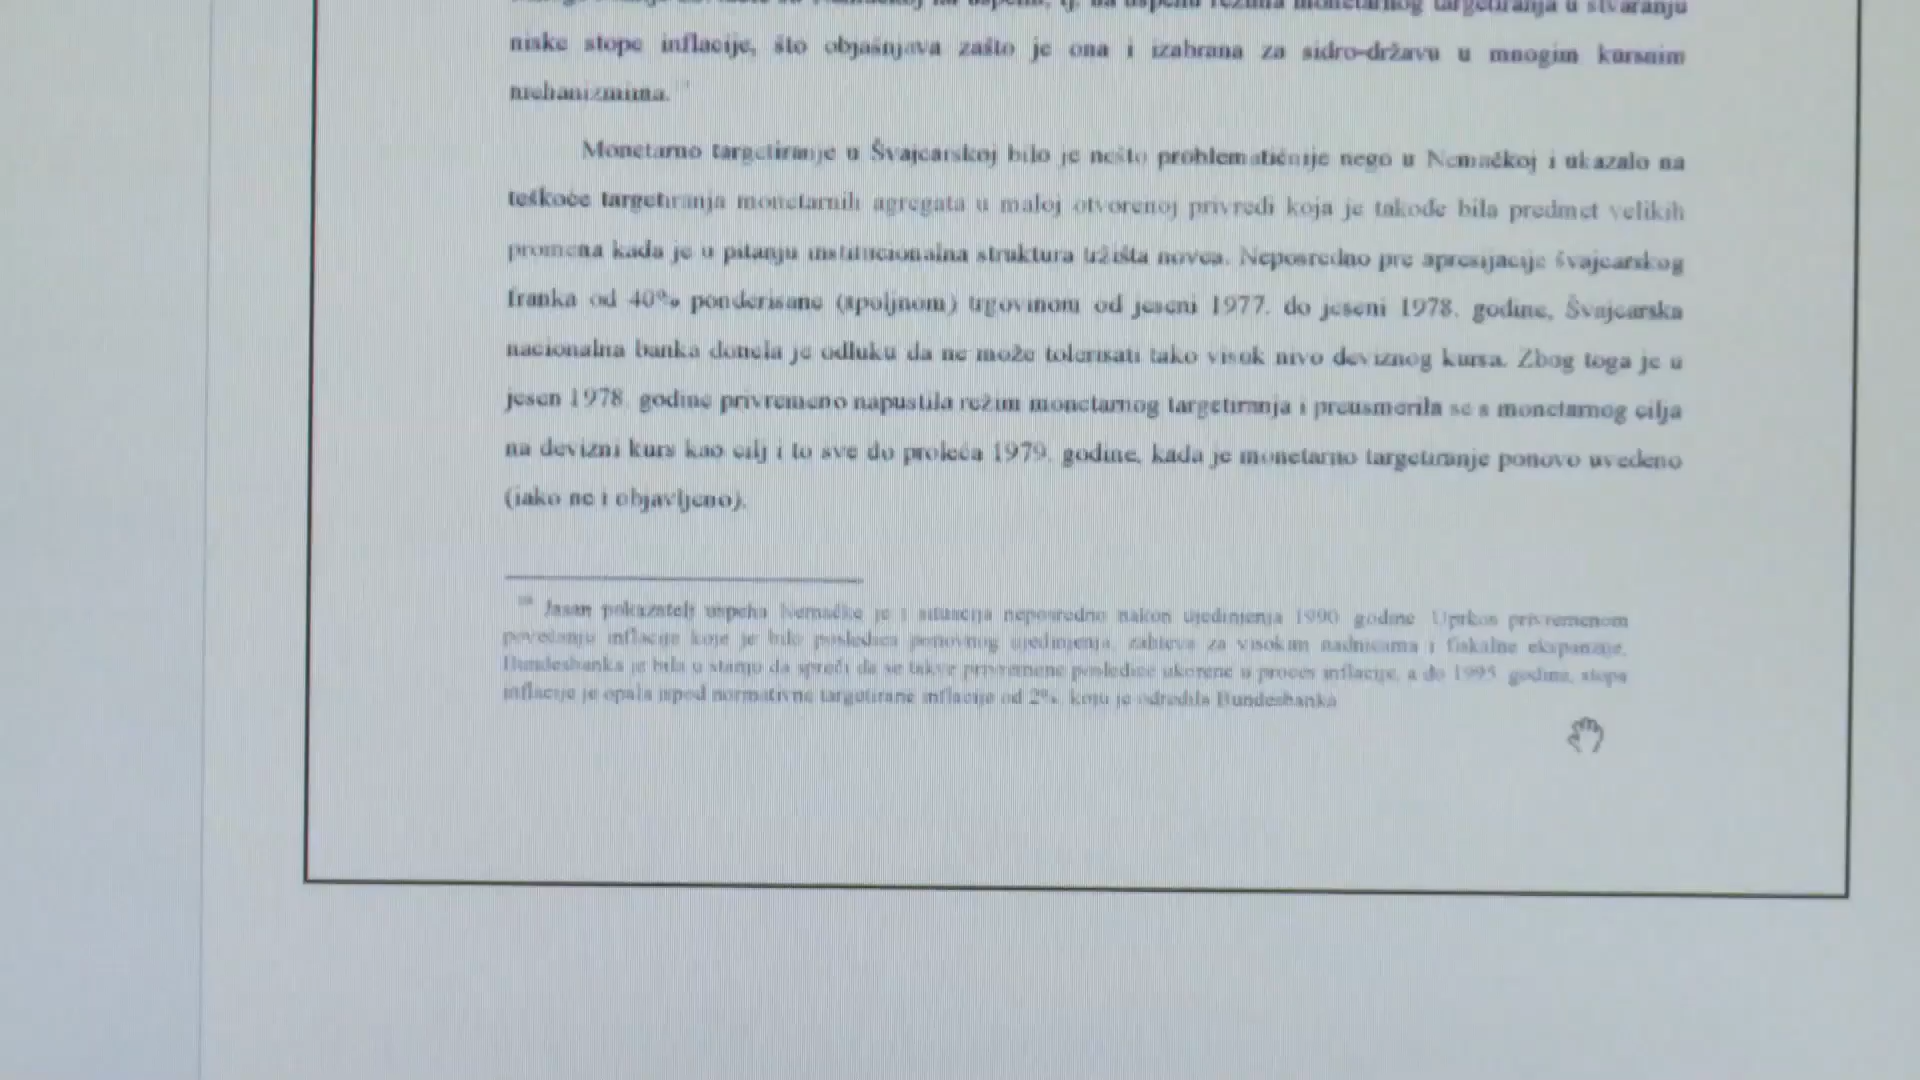 niske stope inflacije, što objašnjava zašto je ona i izabrana za sidro-državu u mnogim kursnim
mehanizmima.
Monetarno targetiranje u Švajcarskoj bilo je nešto problematičnije nego u Nemačkoj i ukazalo na
teškoće targetiranja monetarnih agregata u maloj otvorenoj privredi koja je takođe bila predmet velikih
promena kada je u pitanju institucionalna struktura tržišta novca. Neposredno pre apresijacije švajcarskog
franka od 40% ponderisane (spoljnom) trgovinom od jeseni 1977. do jeseni 1978. godine, Švajcarska
nacionalna banka donela je odluku da ne može tolerisati tako visok nivo deviznog kursa. Zbog toga je u
jesen 1978. godine privremeno napustila režim monetarnog targetiranja i preusmerila se s monetarnog cilja
na devizni kurs kao cilj i to sve do proleća 1979. godine, kada je monetarno targetiranje ponovo uvedeno
(iako ne i objavljeno).
Jasan pokazatelj uspeha Nemačke je i situacija neposredno nakon ujedinjenja 1990. godine. Uprkos privremenom
povećanju inflacije koje je bilo posledica ponovnog ujedinjenja, zahteva za visokim nadnicama i fiskalne ekspanzije,
Bundesbanka je bila u stanju da spreči da se takve privremene posledice ukorene u proces inflacije, a do 1995. godine, stopa
inflacije je opala ispod normativne targetirane inflacije od 2%, koju je odredila Bundesbanka.